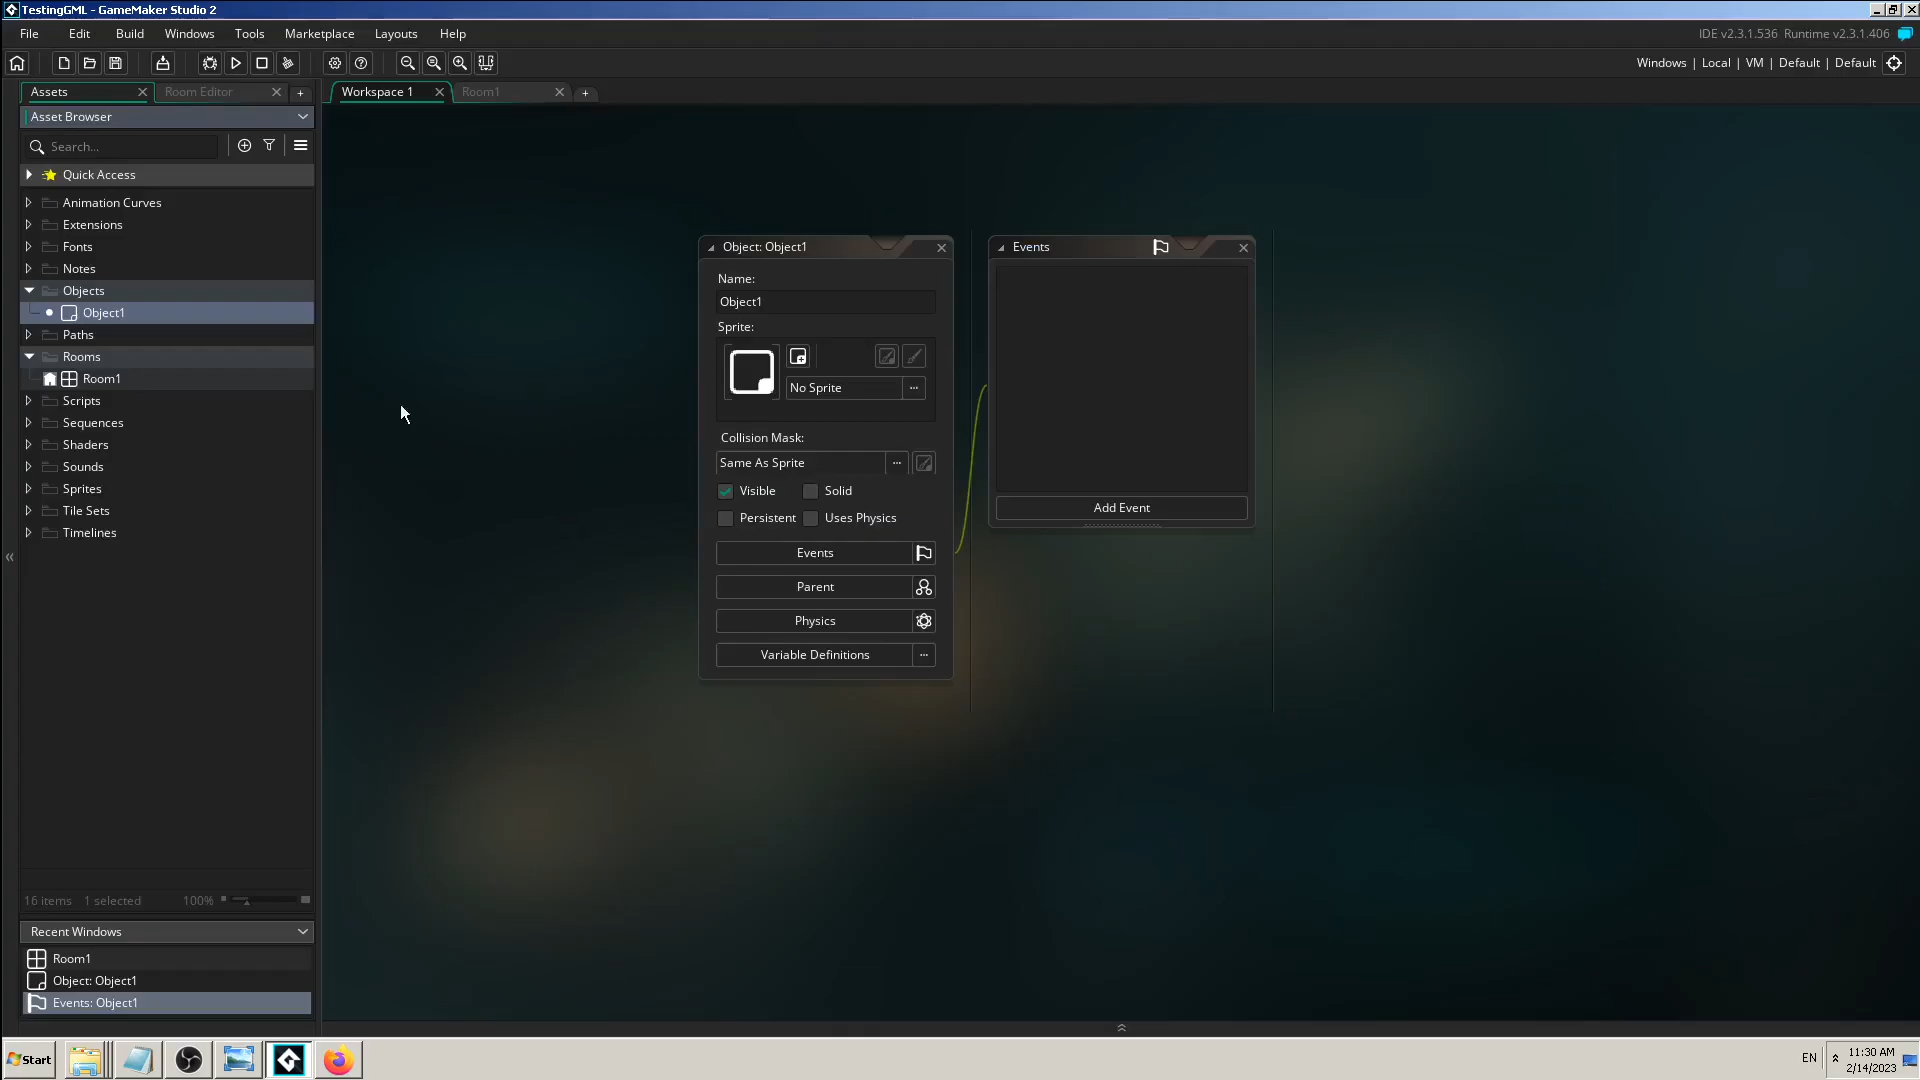 TestingGML - GameMaker Studio 2
File Edit Build Windows Tools Marketplace Layouts Help
IDE v2.3.1.536 Runtime v2.3.1.406
Windows | Local | VM | Default | Default
Assets
Room Editor
Workspace 1
Room1
Asset Browser
Search...
Quick Access
Animation Curves
Extensions
Fonts
Notes
Objects
Object1
Paths
Rooms
Room1
Scripts
Sequences
Shaders
Sounds
Sprites
Tile Sets
Timelines
16 items 1 selected 100%
Recent Windows
Room1
Object: Object1
Events: Object1
Object: Object1
Name:
Object1
Sprite:
No Sprite
Collision Mask:
Same As Sprite
Visible Solid
Persistent Uses Physics
Events
Parent
Physics
Variable Definitions
Events
Add Event
Start
EN
11:30 AM
2/14/2023